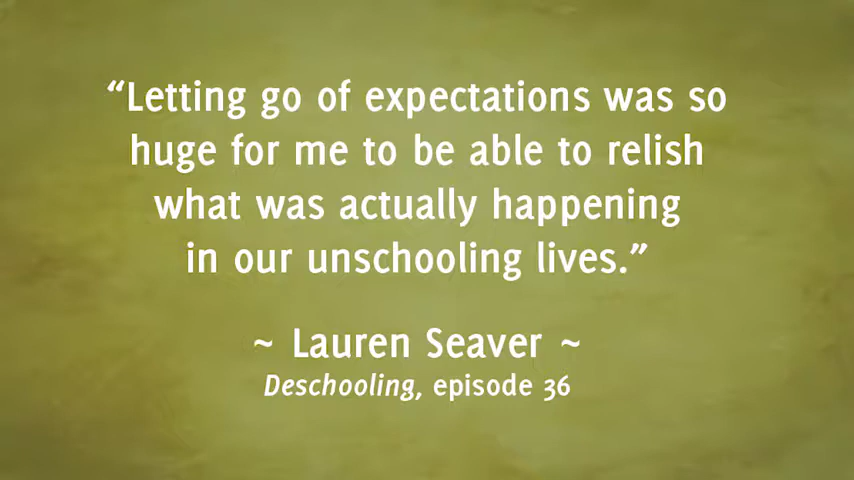 “Letting go of expectations was so
huge for me to be able to relish
what was actually happening
in our unschooling lives.”
~ Lauren Seaver ~
Deschooling, episode 36